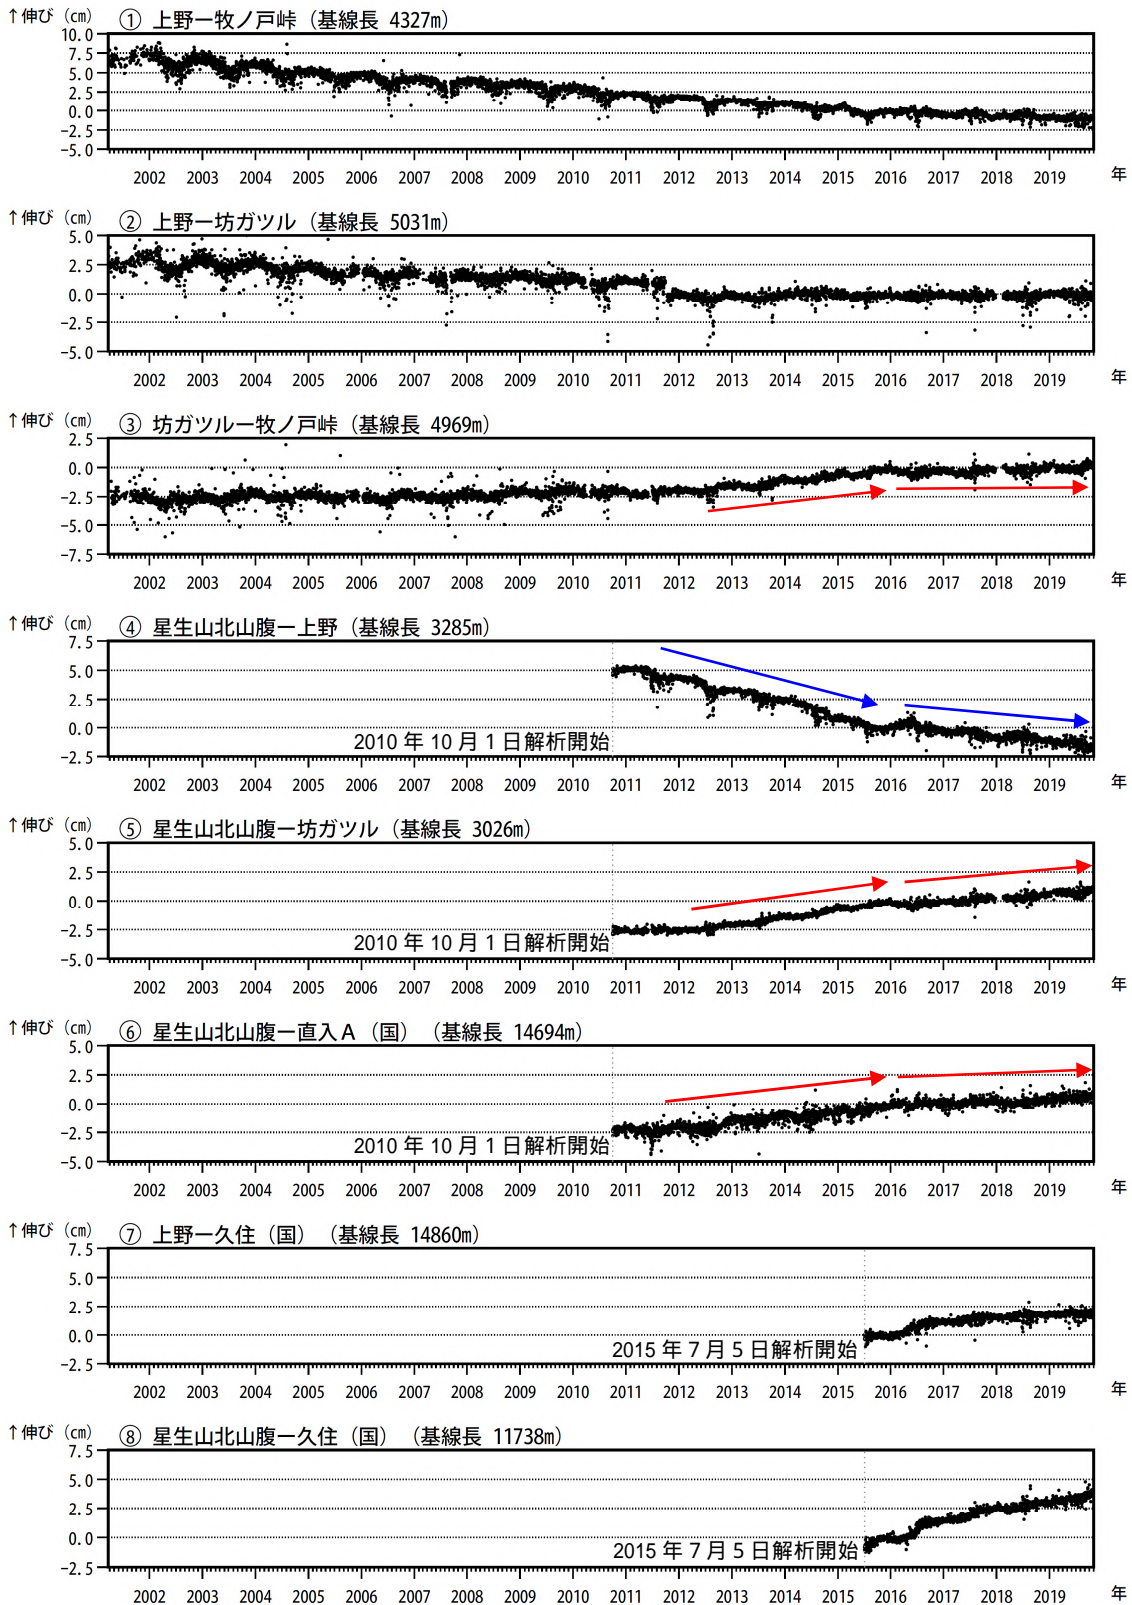 ↑伸び（㎝） ① 上野ー牧ノ戸峠（基線長 4327m）
10.0
7.5
5.0
2.5
0.0
−2.5
−5.0
2002 2003 2004 2005 2006 2007 2008 2009 2010 2011 2012 2013 2014 2015 2016 2017 2018 2019 年
↑伸び（㎝） ② 上野ー坊ガツル（基線長 5031m）
5.0
2.5
0.0
−2.5
−5.0
2002 2003 2004 2005 2006 2007 2008 2009 2010 2011 2012 2013 2014 2015 2016 2017 2018 2019 年
↑伸び（㎝） ③ 坊ガツルー牧ノ戸峠（基線長 4969m）
2.5
0.0
−2.5
−5.0
−7.5
2002 2003 2004 2005 2006 2007 2008 2009 2010 2011 2012 2013 2014 2015 2016 2017 2018 2019 年
↑伸び（㎝） ④ 星生山北山腹ー上野（基線長 3285m）
7.5
5.0
2.5
0.0
2010 年 10 月 1 日解析開始
−2.5
2002 2003 2004 2005 2006 2007 2008 2009 2010 2011 2012 2013 2014 2015 2016 2017 2018 2019 年
↑伸び（㎝） ⑤ 星生山北山腹ー坊ガツル（基線長 3026m）
5.0
2.5
0.0
−2.5
2010 年 10 月 1 日解析開始
−5.0
2002 2003 2004 2005 2006 2007 2008 2009 2010 2011 2012 2013 2014 2015 2016 2017 2018 2019 年
↑伸び（㎝） ⑥ 星生山北山腹ー直入Ａ（国）（基線長 14694m）
5.0
2.5
0.0
−2.5
2010 年 10 月 1 日解析開始
−5.0
2002 2003 2004 2005 2006 2007 2008 2009 2010 2011 2012 2013 2014 2015 2016 2017 2018 2019 年
↑伸び（㎝） ⑦ 上野ー久住（国）（基線長 14860m）
7.5
5.0
2.5
0.0
2015 年 7 月 5 日解析開始
−2.5
2002 2003 2004 2005 2006 2007 2008 2009 2010 2011 2012 2013 2014 2015 2016 2017 2018 2019 年
↑伸び（㎝） ⑧ 星生山北山腹ー久住（国）（基線長 11738m）
7.5
5.0
2.5
0.0
2015 年 7 月 5 日解析開始
−2.5
2002 2003 2004 2005 2006 2007 2008 2009 2010 2011 2012 2013 2014 2015 2016 2017 2018 2019 年